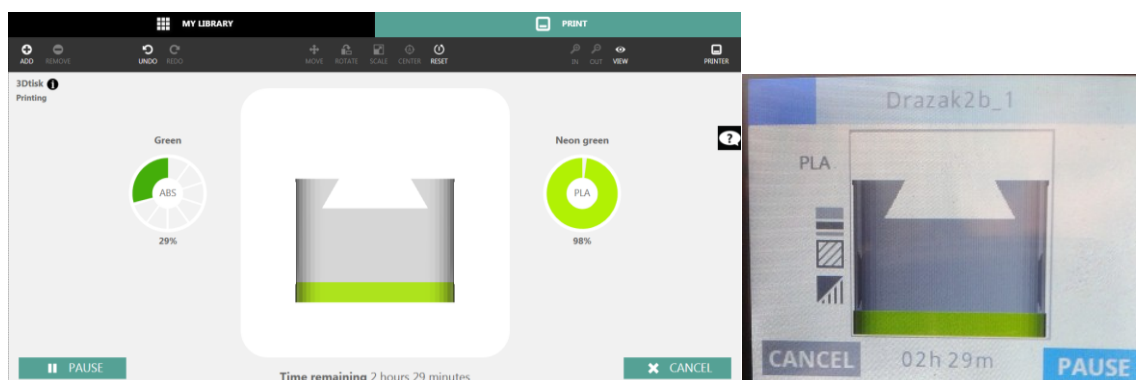 MY LIBRARY
PRINT
ADD REMOVE UNDO REDO MOVE ROTATE SCALE CENTER RESET IN OUT VIEW PRINTER
3Dtisk
Printing
Green
ABS
29%
Neon green
PLA
98%
?
PAUSE
Time remaining 2 hours 29 minutes
CANCEL
Drazak2b_1
PLA
CANCEL
02h 29m
PAUSE